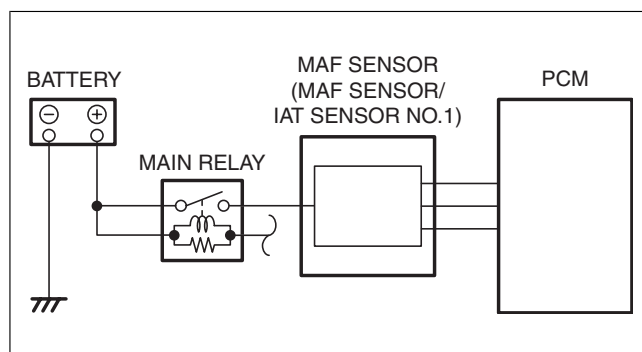 BATTERY
− +
MAIN RELAY
MAF SENSOR
(MAF SENSOR/
IAT SENSOR NO.1)
PCM